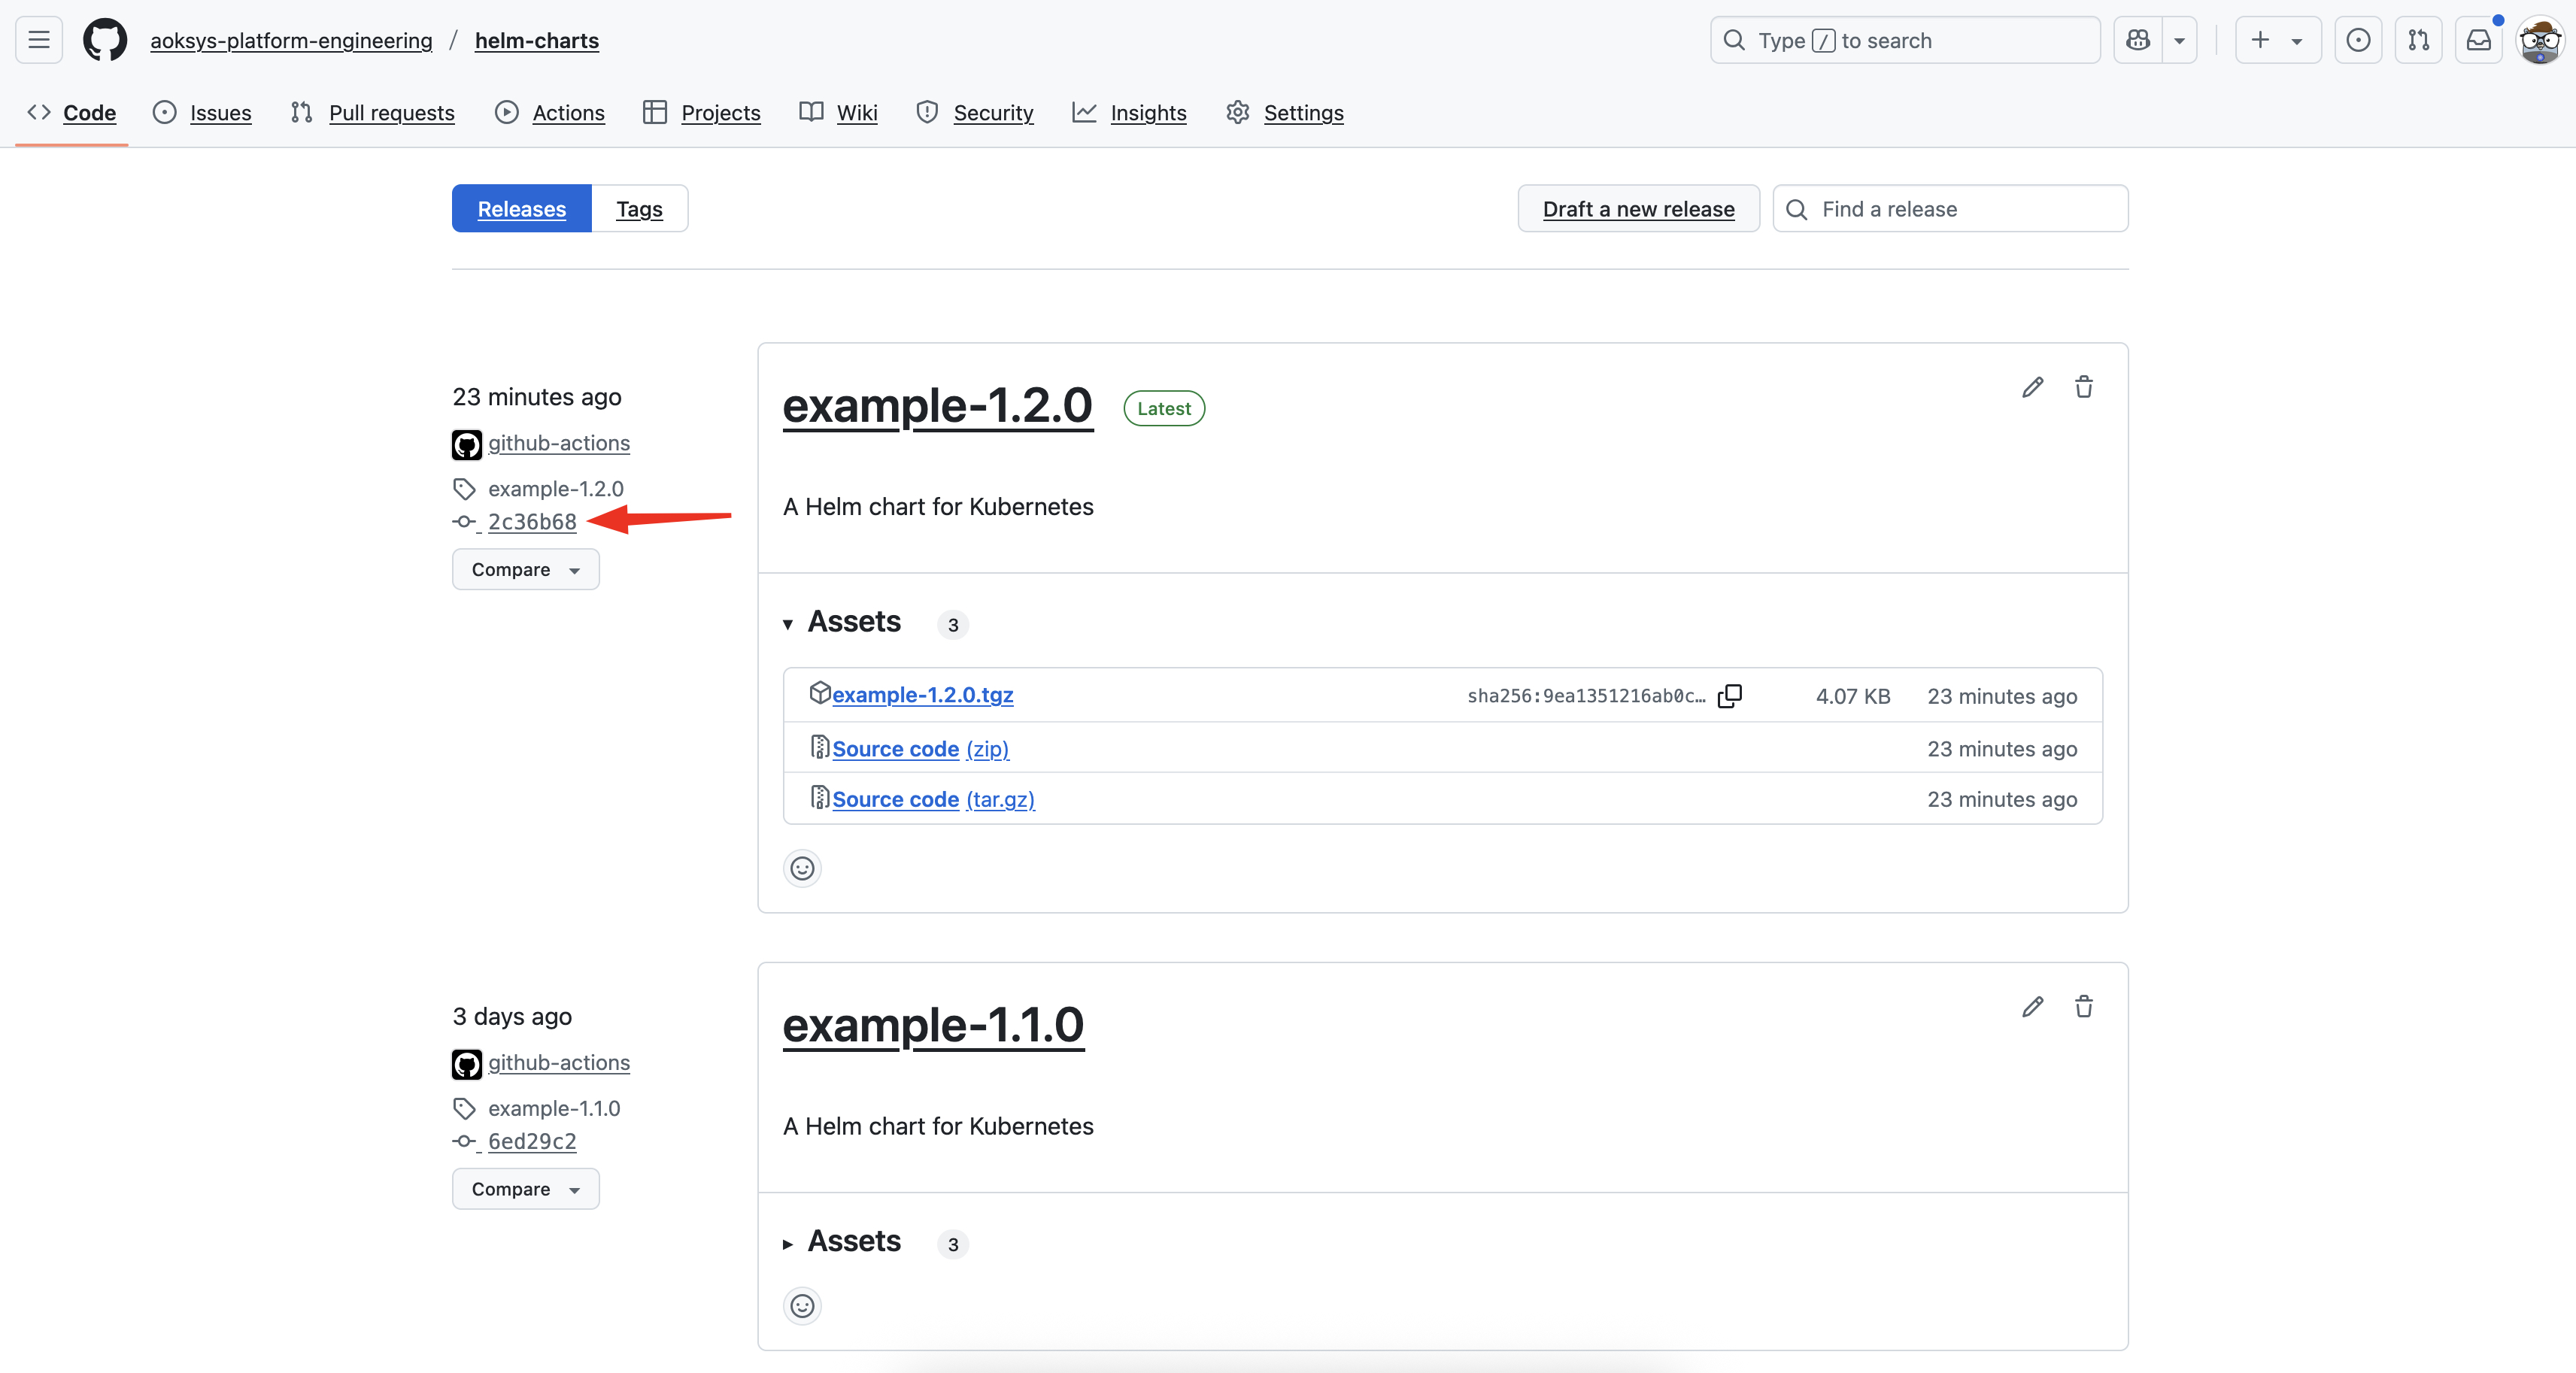 aoksys-platform-engineering / helm-charts
Type / to search
Code Issues Pull requests Actions Projects Wiki Security Insights Settings
Releases Tags
Draft a new release
Find a release
23 minutes ago
github-actions
example-1.2.0
2c36b68
Compare
example-1.2.0 Latest
A Helm chart for Kubernetes
Assets 3
example-1.2.0.tgz sha256:9ea1351216ab0c… 4.07 KB 23 minutes ago
Source code (zip) 23 minutes ago
Source code (tar.gz) 23 minutes ago
3 days ago
github-actions
example-1.1.0
6ed29c2
Compare
example-1.1.0
A Helm chart for Kubernetes
Assets 3